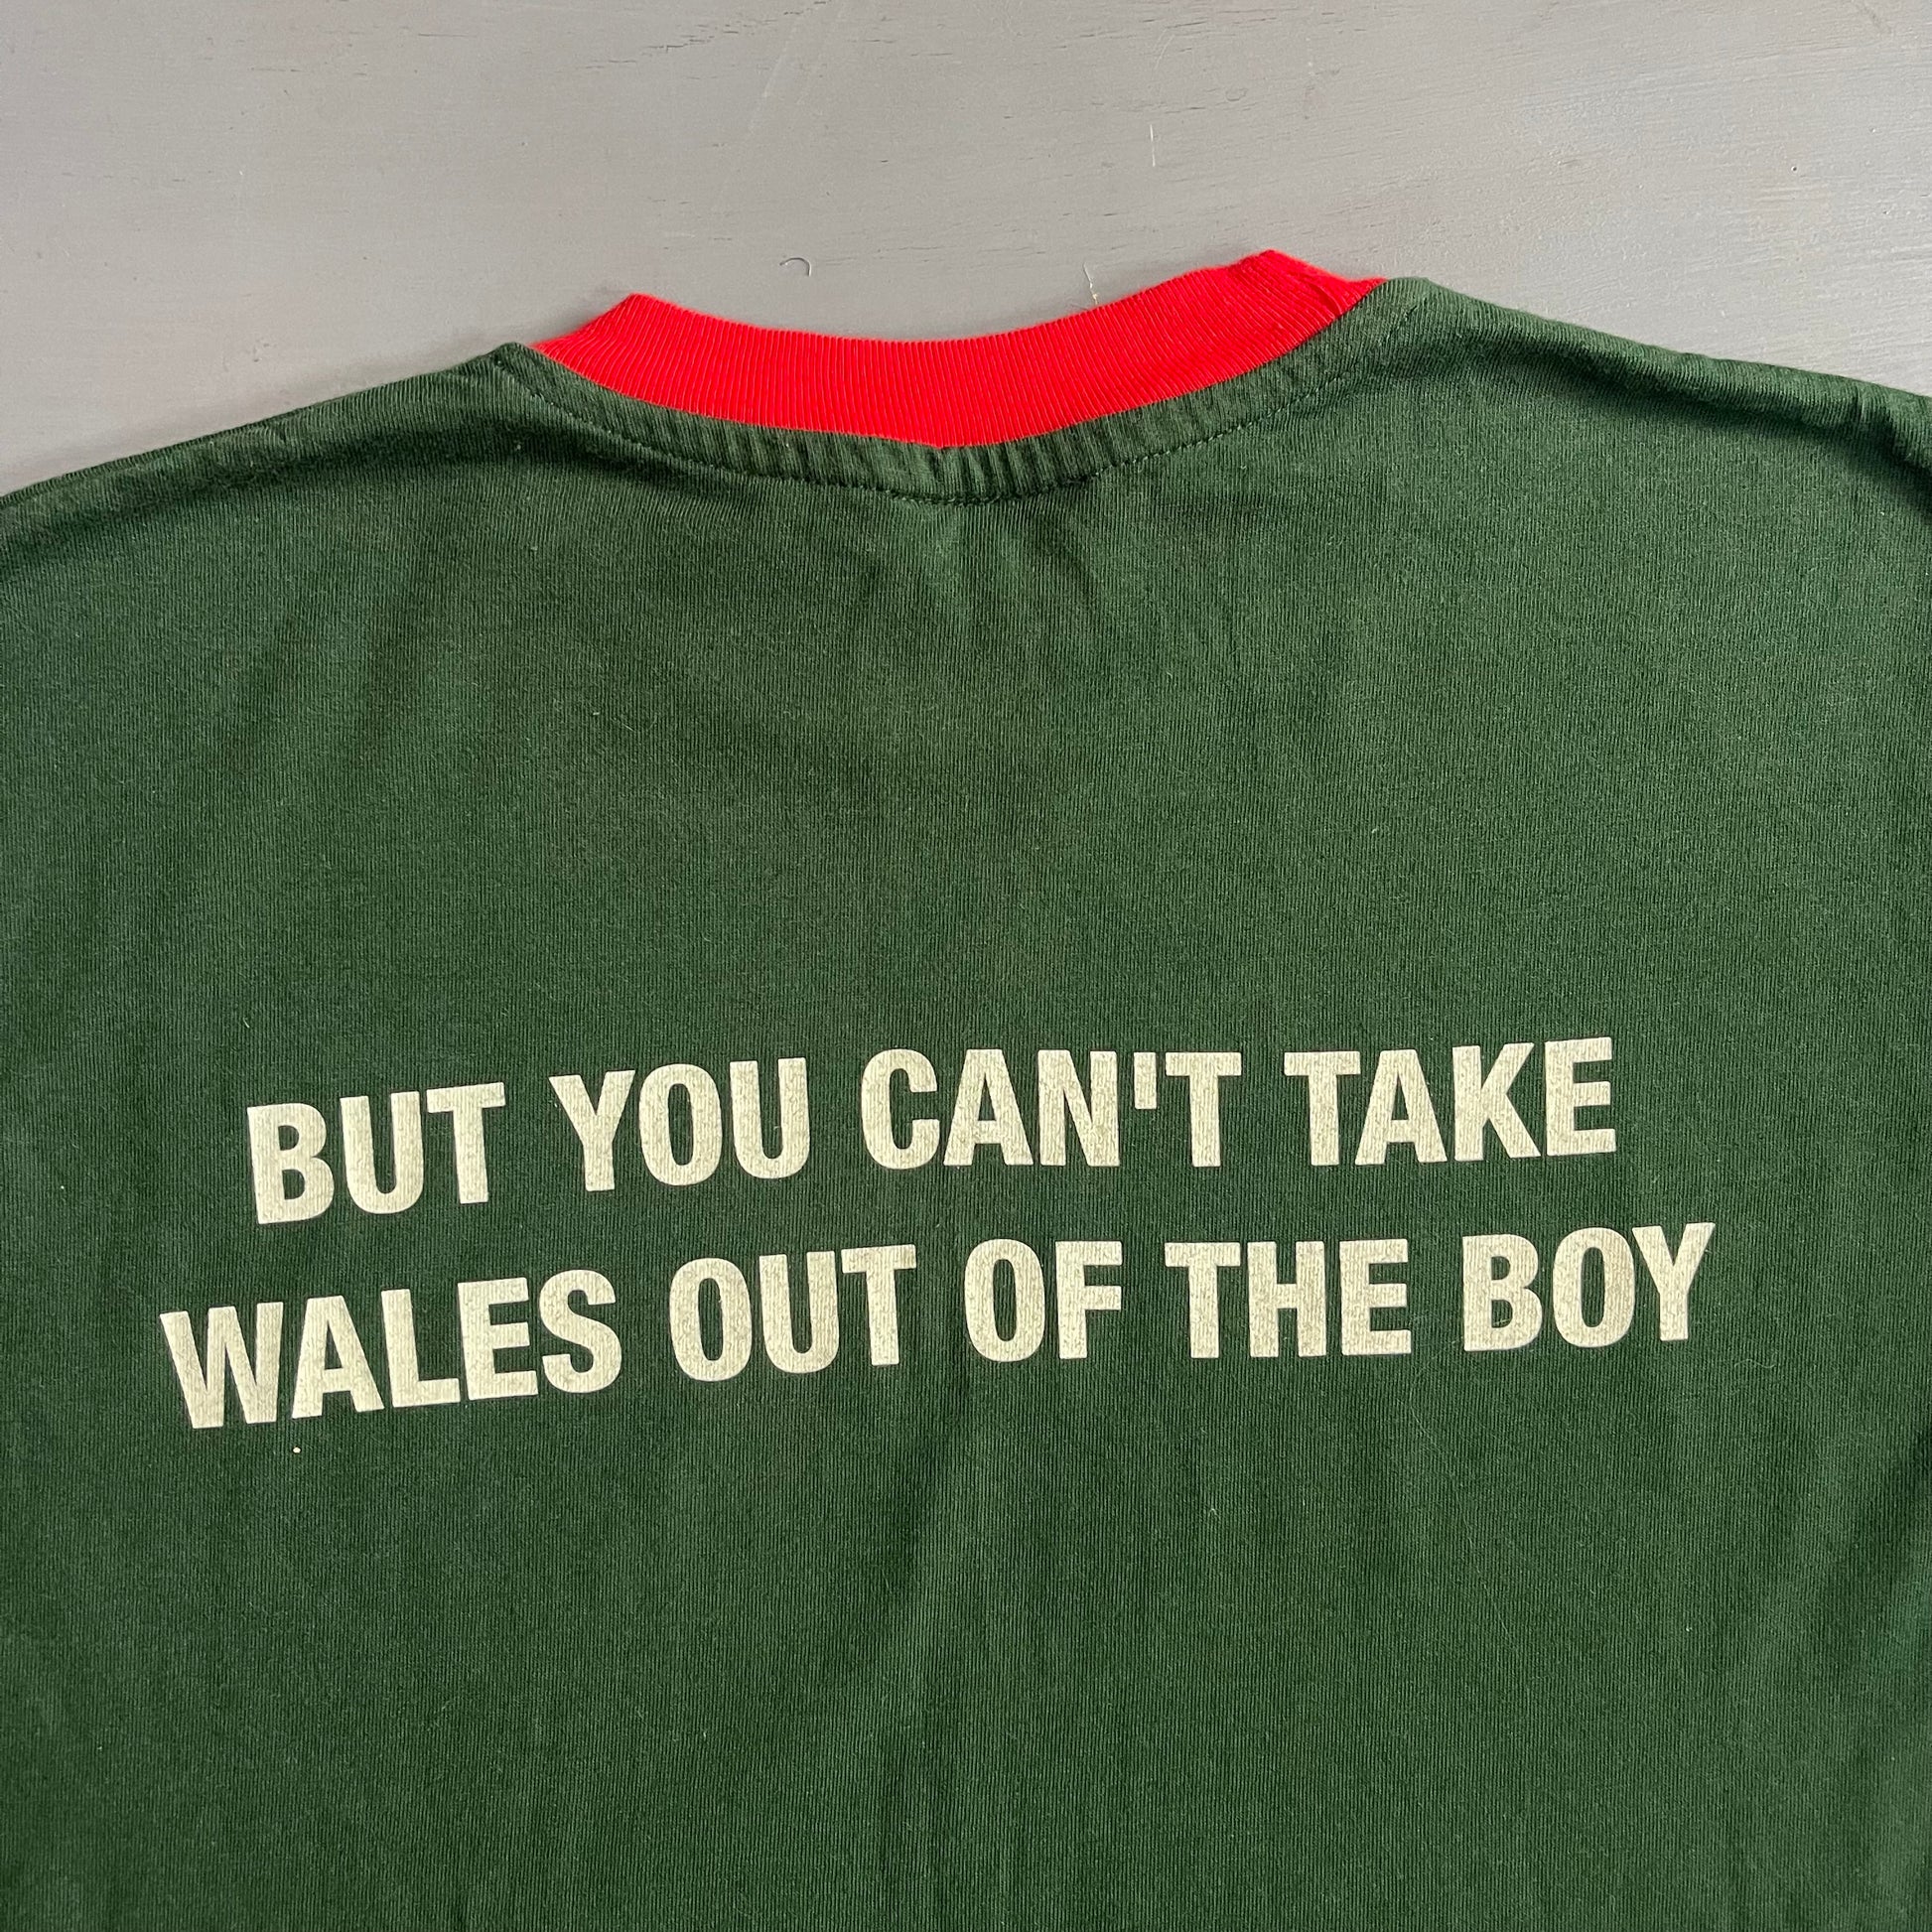 BUT YOU CAN'T TAKE
WALES OUT OF THE BOY